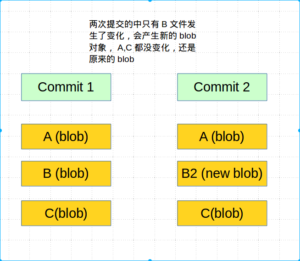 两次提交的中只有 B 文件发
生了变化，会产生新的 blob
对象， A,C 都没变化，还是
原来的 blob
Commit 1
Commit 2
A (blob)
A (blob)
B (blob)
B2 (new blob)
C(blob)
C(blob)